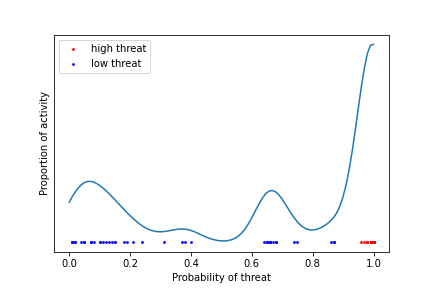 high threat
low threat
Proportion of activity
0.0 0.2 0.4 0.6 0.8 1.0
Probability of threat